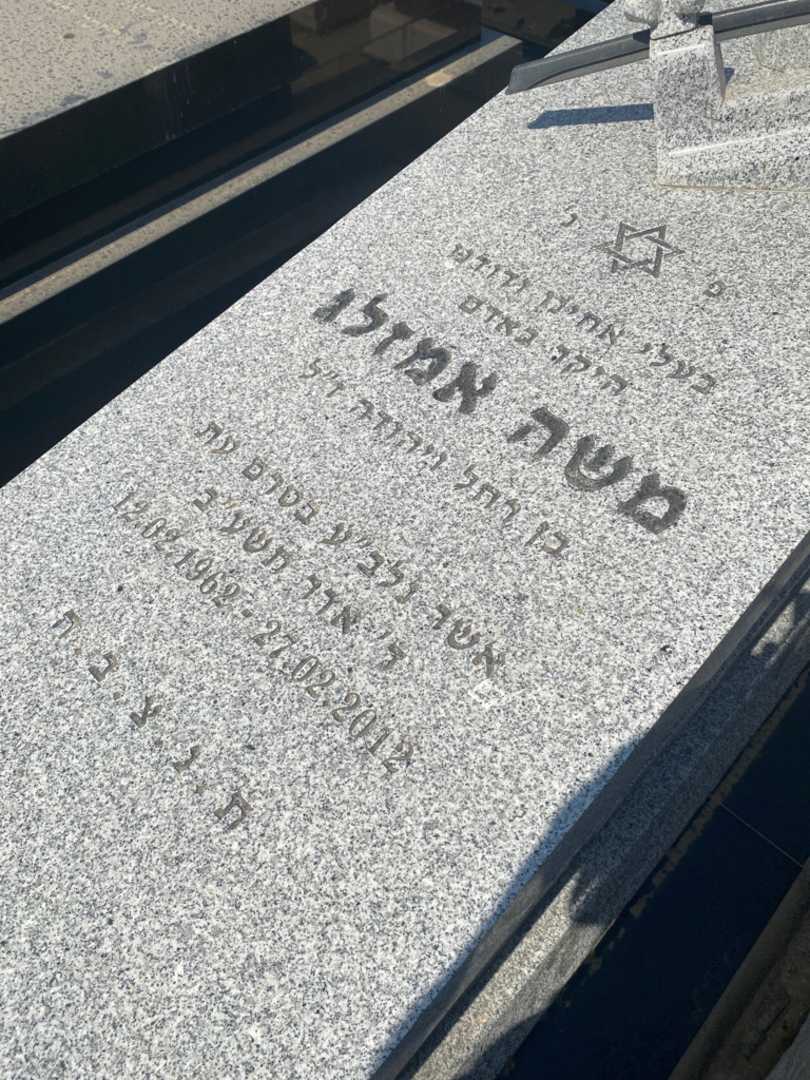 פ נ
בעלי אחינו ודודנו
היקר באדם
משה אמזלג
בן רחל ויהודה ז"ל
אשר נלב"ע בטרם עת
ד' אדר תשע"ב
12.02.1962 - 27.02.2012
ת.נ.צ.ב.ה